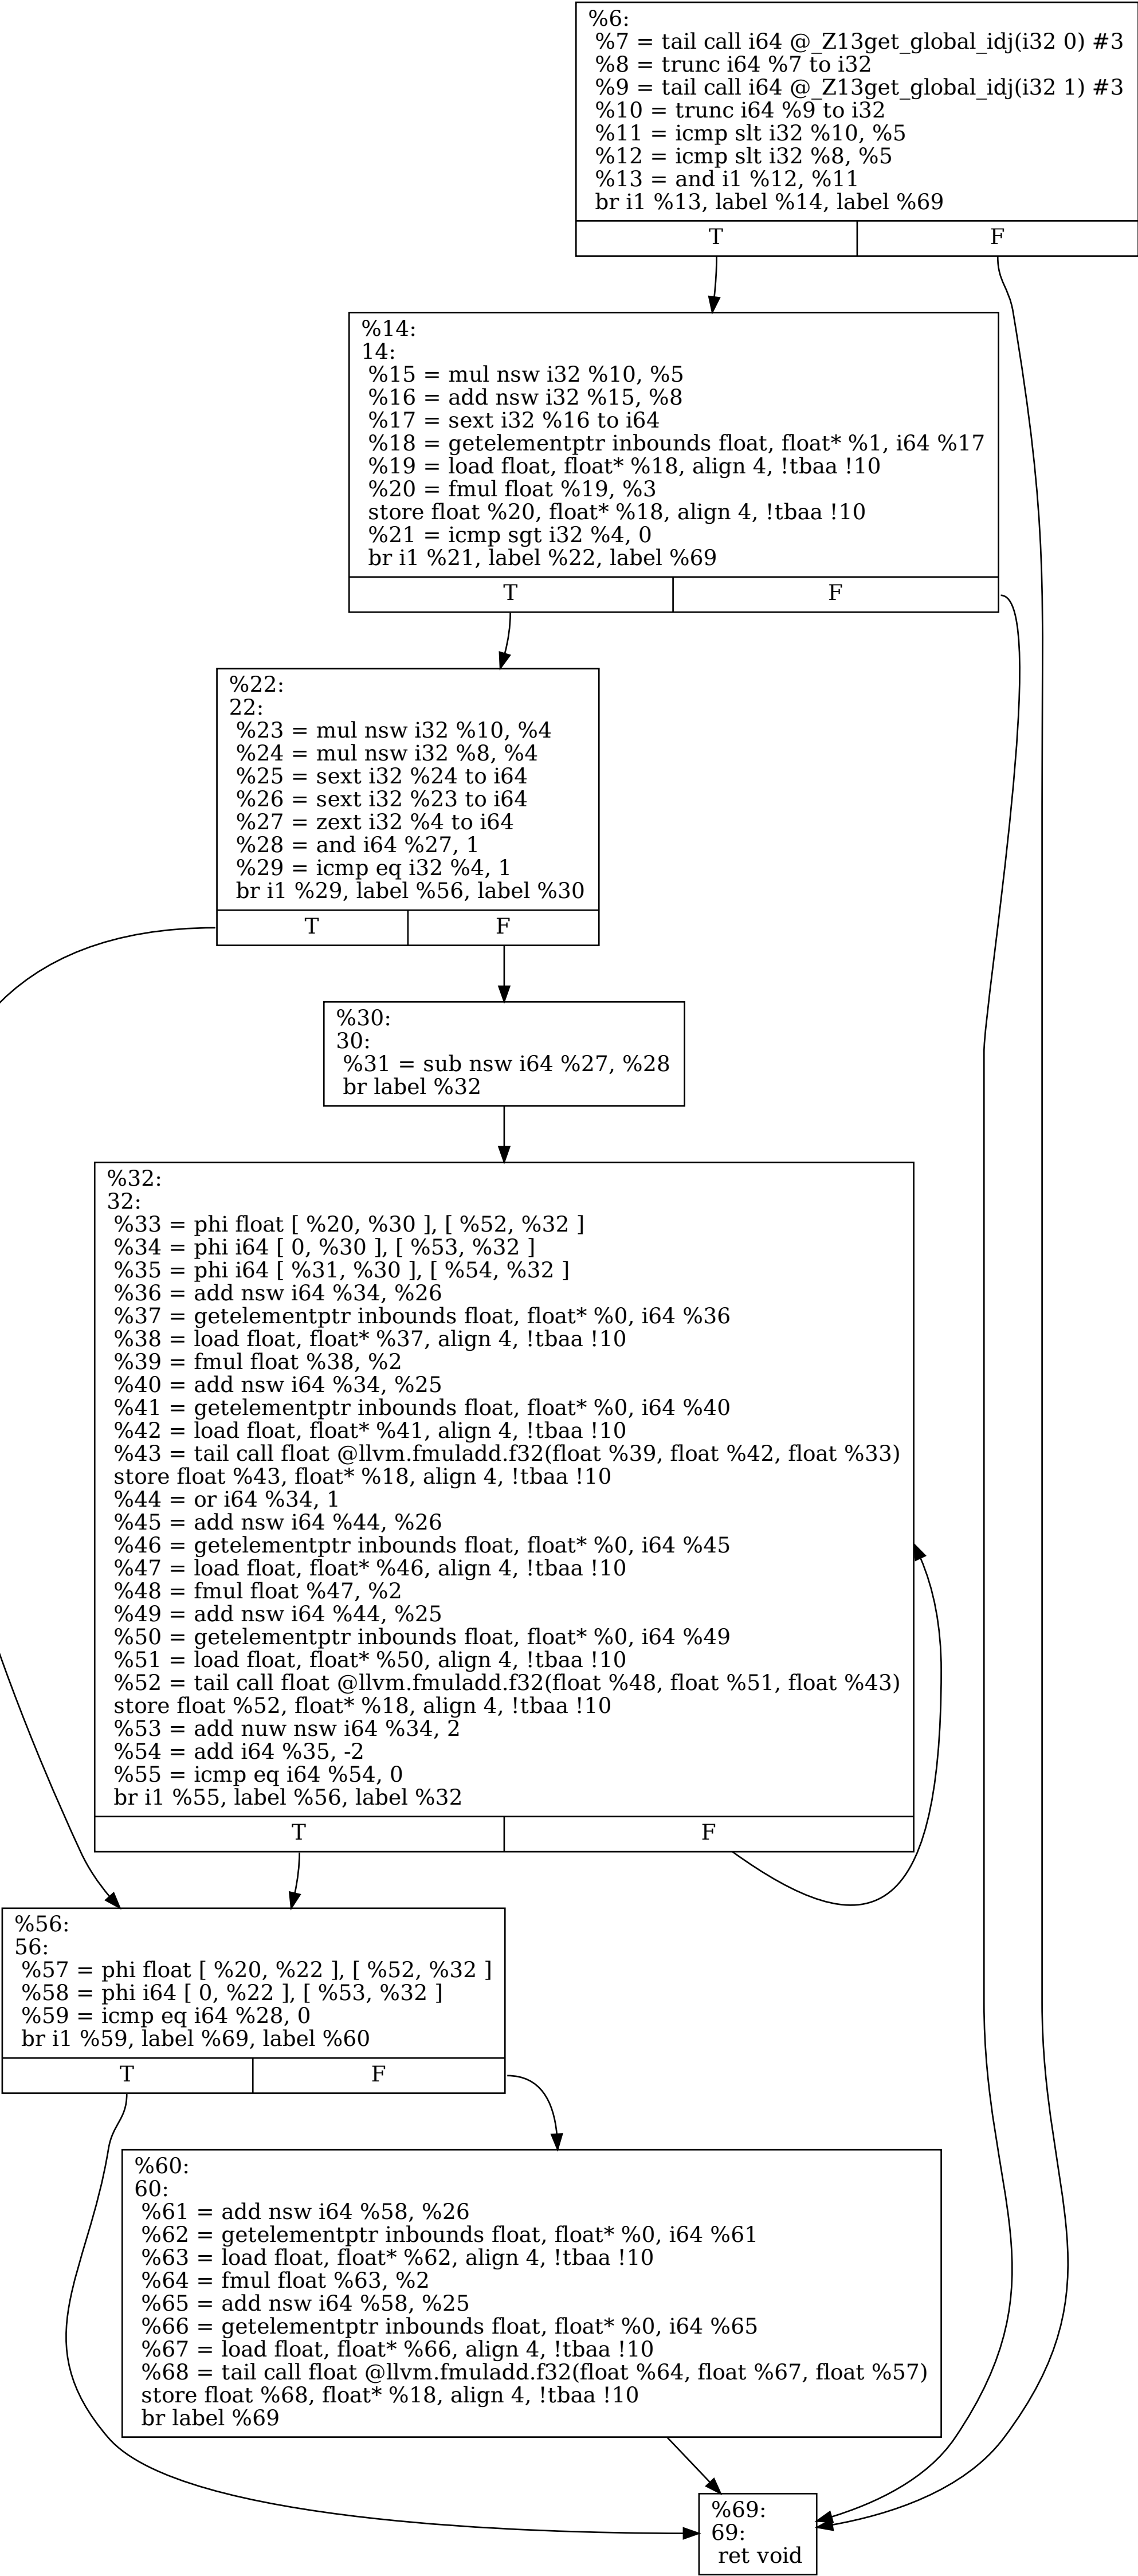 %6:
%7 = tail call i64 @_Z13get_global_idj(i32 0) #3
%8 = trunc i64 %7 to i32
%9 = tail call i64 @_Z13get_global_idj(i32 1) #3
%10 = trunc i64 %9 to i32
%11 = icmp slt i32 %10, %5
%12 = icmp slt i32 %8, %5
%13 = and i1 %12, %11
br i1 %13, label %14, label %69
T F
%14:
14:
%15 = mul nsw i32 %10, %5
%16 = add nsw i32 %15, %8
%17 = sext i32 %16 to i64
%18 = getelementptr inbounds float, float* %1, i64 %17
%19 = load float, float* %18, align 4, !tbaa !10
%20 = fmul float %19, %3
store float %20, float* %18, align 4, !tbaa !10
%21 = icmp sgt i32 %4, 0
br i1 %21, label %22, label %69
T F
%22:
22:
%23 = mul nsw i32 %10, %4
%24 = mul nsw i32 %8, %4
%25 = sext i32 %24 to i64
%26 = sext i32 %23 to i64
%27 = zext i32 %4 to i64
%28 = and i64 %27, 1
%29 = icmp eq i32 %4, 1
br i1 %29, label %56, label %30
T F
%30:
30:
%31 = sub nsw i64 %27, %28
br label %32
%32:
32:
%33 = phi float [ %20, %30 ], [ %52, %32 ]
%34 = phi i64 [ 0, %30 ], [ %53, %32 ]
%35 = phi i64 [ %31, %30 ], [ %54, %32 ]
%36 = add nsw i64 %34, %26
%37 = getelementptr inbounds float, float* %0, i64 %36
%38 = load float, float* %37, align 4, !tbaa !10
%39 = fmul float %38, %2
%40 = add nsw i64 %34, %25
%41 = getelementptr inbounds float, float* %0, i64 %40
%42 = load float, float* %41, align 4, !tbaa !10
%43 = tail call float @llvm.fmuladd.f32(float %39, float %42, float %33)
store float %43, float* %18, align 4, !tbaa !10
%44 = or i64 %34, 1
%45 = add nsw i64 %44, %26
%46 = getelementptr inbounds float, float* %0, i64 %45
%47 = load float, float* %46, align 4, !tbaa !10
%48 = fmul float %47, %2
%49 = add nsw i64 %44, %25
%50 = getelementptr inbounds float, float* %0, i64 %49
%51 = load float, float* %50, align 4, !tbaa !10
%52 = tail call float @llvm.fmuladd.f32(float %48, float %51, float %43)
store float %52, float* %18, align 4, !tbaa !10
%53 = add nuw nsw i64 %34, 2
%54 = add i64 %35, -2
%55 = icmp eq i64 %54, 0
br i1 %55, label %56, label %32
T F
%56:
56:
%57 = phi float [ %20, %22 ], [ %52, %32 ]
%58 = phi i64 [ 0, %22 ], [ %53, %32 ]
%59 = icmp eq i64 %28, 0
br i1 %59, label %69, label %60
T F
%60:
60:
%61 = add nsw i64 %58, %26
%62 = getelementptr inbounds float, float* %0, i64 %61
%63 = load float, float* %62, align 4, !tbaa !10
%64 = fmul float %63, %2
%65 = add nsw i64 %58, %25
%66 = getelementptr inbounds float, float* %0, i64 %65
%67 = load float, float* %66, align 4, !tbaa !10
%68 = tail call float @llvm.fmuladd.f32(float %64, float %67, float %57)
store float %68, float* %18, align 4, !tbaa !10
br label %69
%69:
69:
ret void